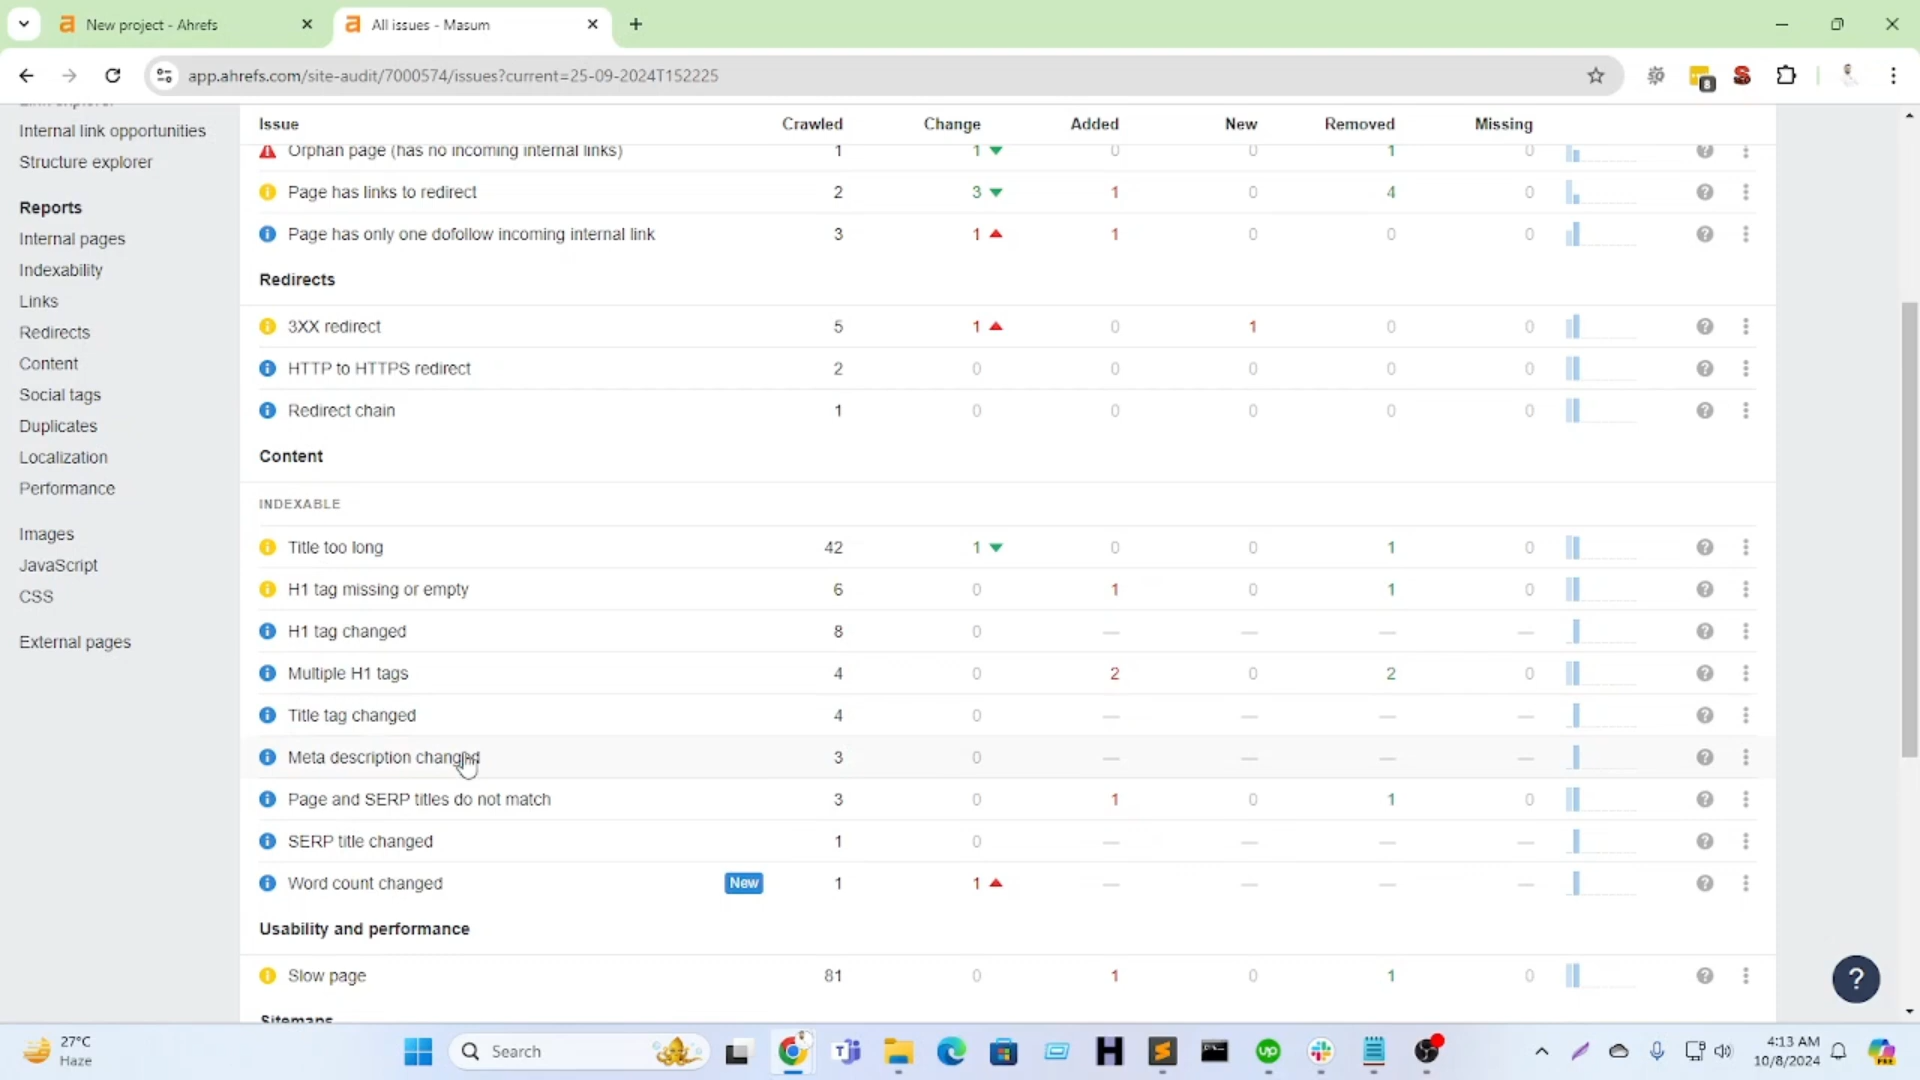 New project - Ahrefs
All issues - Masum
app.ahrefs.com/site-audit/7000574/issues?current=25-09-2024T152225
8
Internal link opportunities
Structure explorer
Reports
Internal pages
Indexability
Links
Redirects
Content
Social tags
Duplicates
Localization
Performance
Images
JavaScript
CSS
External pages
Issue Crawled Change Added New Removed Missing
Orphan page (has no incoming internal links) 1 1 0 0 1 0
Page has links to redirect 2 3 1 0 4 0
Page has only one dofollow incoming internal link 3 1 1 0 0 0
Redirects
3XX redirect 5 1 0 1 0 0
HTTP to HTTPS redirect 2 0 0 0 0 0
Redirect chain 1 0 0 0 0 0
Content
INDEXABLE
Title too long 42 1 0 0 1 0
H1 tag missing or empty 6 0 1 0 1 0
H1 tag changed 8 0 — — — —
Multiple H1 tags 4 0 2 0 2 0
Title tag changed 4 0 — — — —
Meta description changed 3 0 — — — —
Page and SERP titles do not match 3 0 1 0 1 0
SERP title changed 1 0 — — — —
Word count changed New 1 1 — — — —
Usability and performance
Slow page 81 0 1 0 1 0
Sitemaps
27°C
Haze
Search
4:13 AM
10/8/2024